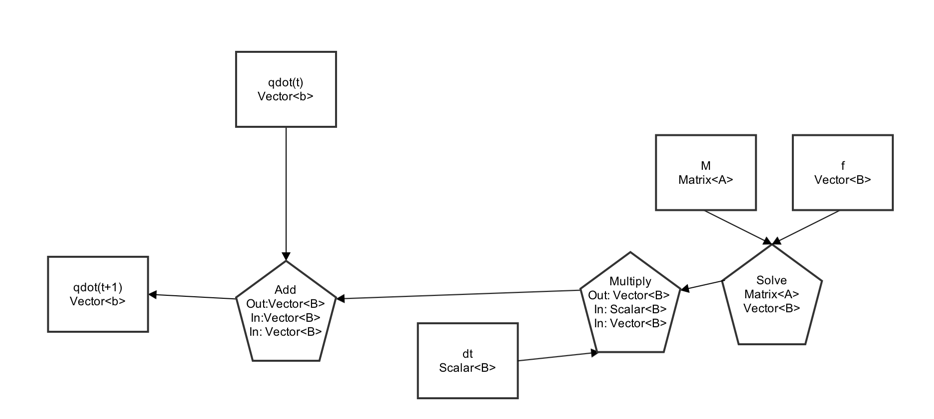 qdot(t)
Vector<b>
M
Matrix<A>
f
Vector<B>
qdot(t+1)
Vector<b>
Add
Out:Vector<B>
In:Vector<B>
In: Vector<B>
Multiply
Out: Vector<B>
In: Scalar<B>
In: Vector<B>
Solve
Matrix<A>
Vector<B>
dt
Scalar<B>